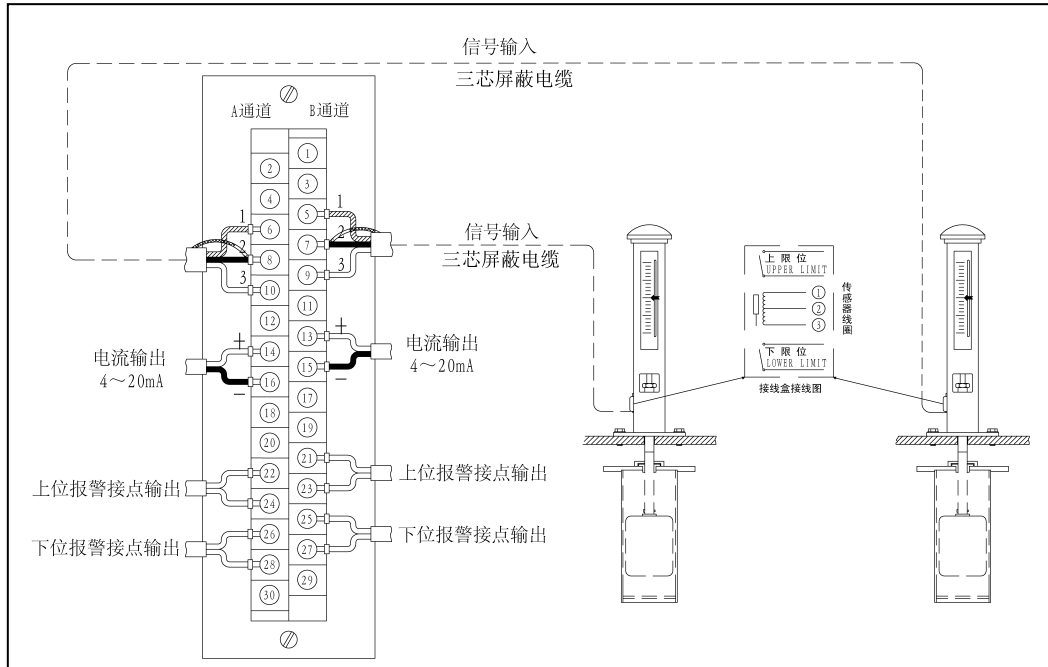 信号输入
三芯屏蔽电缆
A通道
B通道
①
②
③
④
⑤
⑥
⑦
⑧
⑨
⑩
⑪
⑫
⑬
⑭
⑮
⑯
⑰
⑱
⑲
⑳
㉑
㉒
㉓
㉔
㉕
㉖
㉗
㉘
㉙
㉚
1
2
3
1
2
3
信号输入
三芯屏蔽电缆
+
电流输出
4～20mA
−
+
电流输出
4～20mA
−
上位报警接点输出
上位报警接点输出
下位报警接点输出
下位报警接点输出
上限位
UPPER LIMIT
①
②
③
传感器线圈
下限位
LOWER LIMIT
接线盒接线图